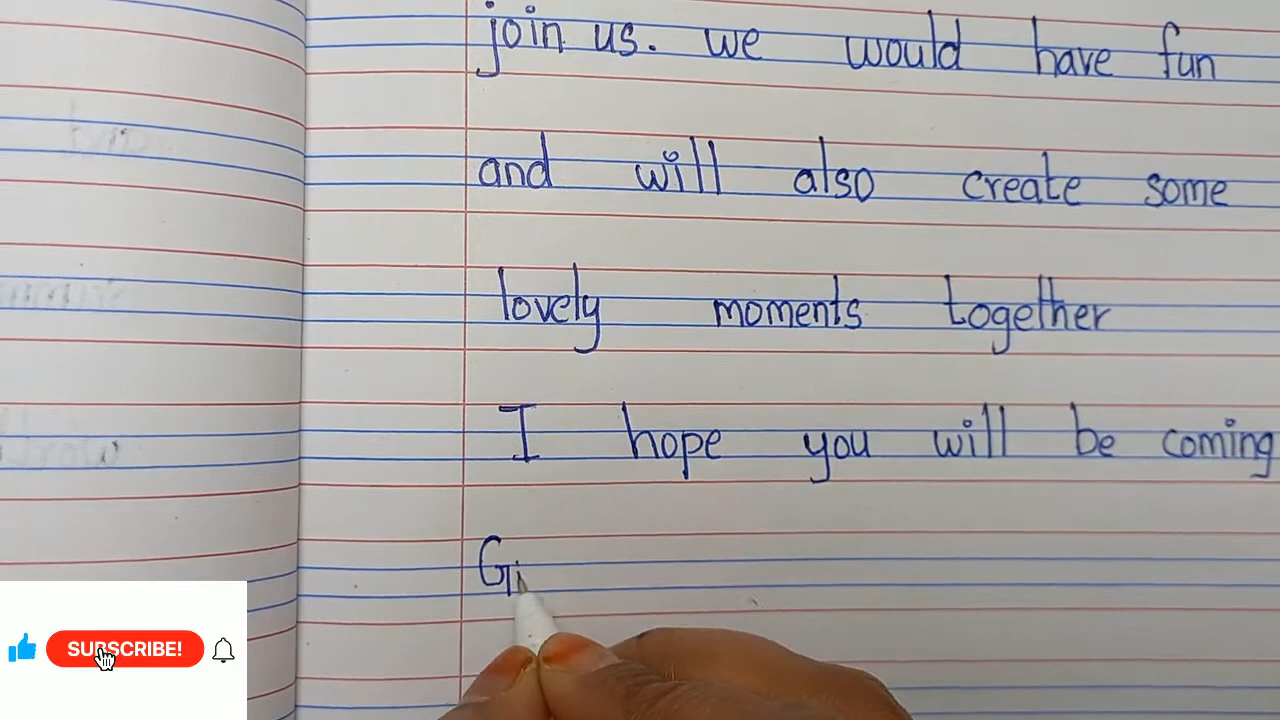 join us. we would have fun
and will also create some
lovely moments together
I hope you will be coming
Gi
SUBSCRIBE!